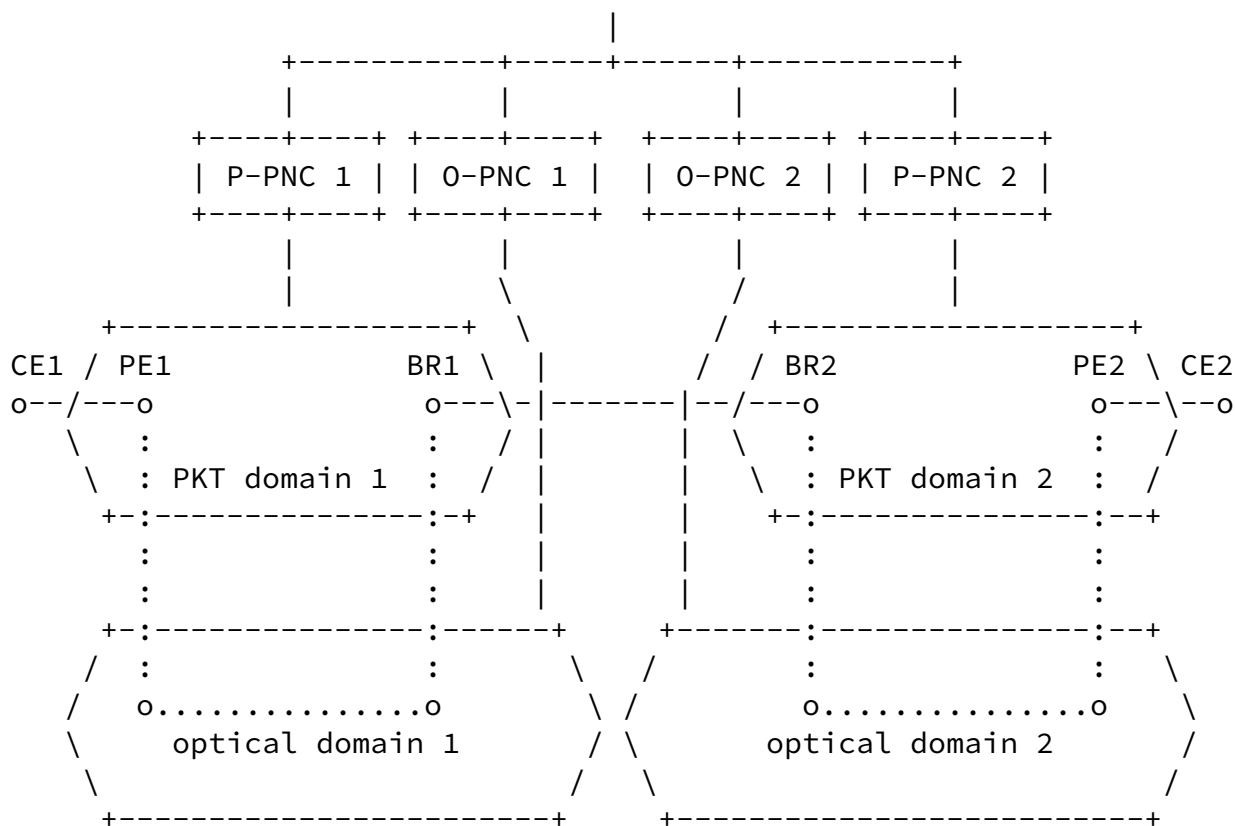 P-PNC 1 O-PNC 1 O-PNC 2 P-PNC 2
CE1 PE1 BR1 BR2 PE2 CE2
PKT domain 1 PKT domain 2
optical domain 1 optical domain 2